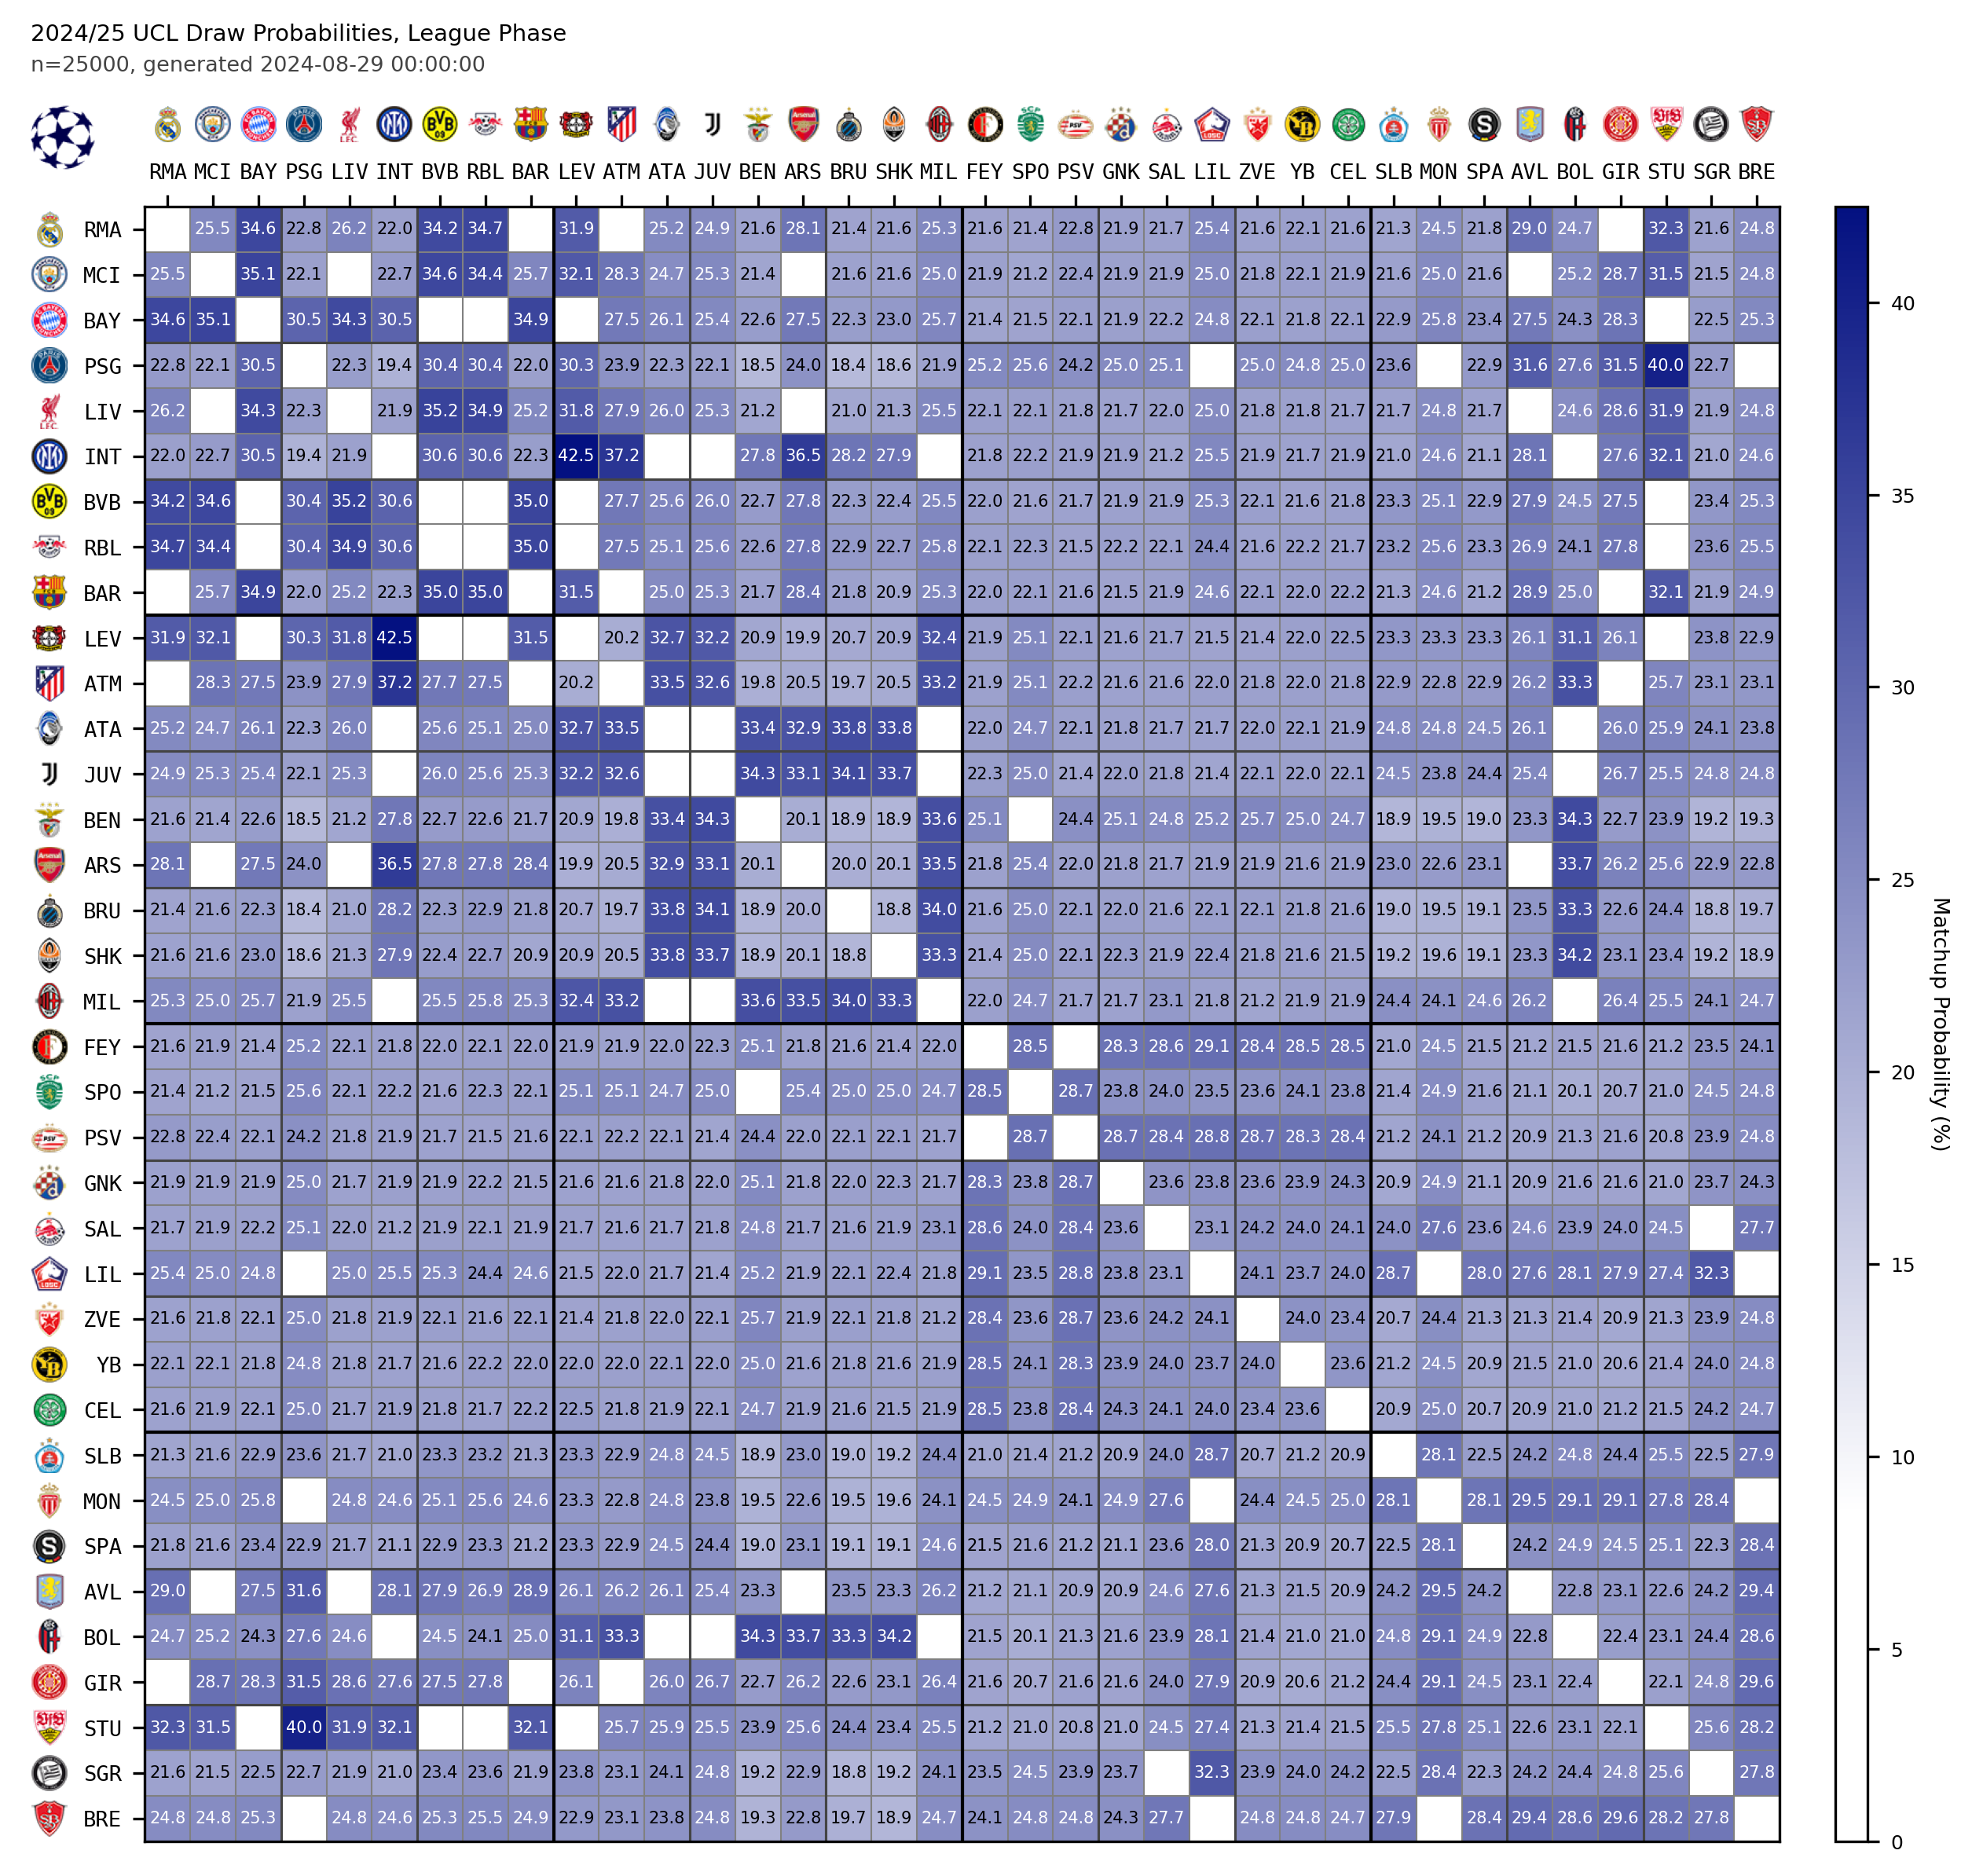 2024/25 UCL Draw Probabilities, League Phase
n=25000, generated 2024-08-29 00:00:00
RMA MCI BAY PSG LIV INT BVB RBL BAR LEV ATM ATA JUV BEN ARS BRU SHK MIL FEY SPO PSV GNK SAL LIL ZVE YB CEL SLB MON SPA AVL BOL GIR STU SGR BRE
RMA 25.5 34.6 22.8 26.2 22.0 34.2 34.7 31.9 25.2 24.9 21.6 28.1 21.4 21.6 25.3 21.6 21.4 22.8 21.9 21.7 25.4 21.6 22.1 21.6 21.3 24.5 21.8 29.0 24.7 32.3 21.6 24.8
MCI 25.5 35.1 22.1 22.7 34.6 34.4 25.7 32.1 28.3 24.7 25.3 21.4 21.6 21.6 25.0 21.9 21.2 22.4 21.9 21.9 25.0 21.8 22.1 21.9 21.6 25.0 21.6 25.2 28.7 31.5 21.5 24.8
BAY 34.6 35.1 30.5 34.3 30.5 34.9 27.5 26.1 25.4 22.6 27.5 22.3 23.0 25.7 21.4 21.5 22.1 21.9 22.2 24.8 22.1 21.8 22.1 22.9 25.8 23.4 27.5 24.3 28.3 22.5 25.3
PSG 22.8 22.1 30.5 22.3 19.4 30.4 30.4 22.0 30.3 23.9 22.3 22.1 18.5 24.0 18.4 18.6 21.9 25.2 25.6 24.2 25.0 25.1 25.0 24.8 25.0 23.6 22.9 31.6 27.6 31.5 40.0 22.7
LIV 26.2 34.3 22.3 21.9 35.2 34.9 25.2 31.8 27.9 26.0 25.3 21.2 21.0 21.3 25.5 22.1 22.1 21.8 21.7 22.0 25.0 21.8 21.8 21.7 21.7 24.8 21.7 24.6 28.6 31.9 21.9 24.8
INT 22.0 22.7 30.5 19.4 21.9 30.6 30.6 22.3 42.5 37.2 27.8 36.5 28.2 27.9 21.8 22.2 21.9 21.9 21.2 25.5 21.9 21.7 21.9 21.0 24.6 21.1 28.1 27.6 32.1 21.0 24.6
BVB 34.2 34.6 30.4 35.2 30.6 35.0 27.7 25.6 26.0 22.7 27.8 22.3 22.4 25.5 22.0 21.6 21.7 21.9 21.9 25.3 22.1 21.6 21.8 23.3 25.1 22.9 27.9 24.5 27.5 23.4 25.3
RBL 34.7 34.4 30.4 34.9 30.6 35.0 27.5 25.1 25.6 22.6 27.8 22.9 22.7 25.8 22.1 22.3 21.5 22.2 22.1 24.4 21.6 22.2 21.7 23.2 25.6 23.3 26.9 24.1 27.8 23.6 25.5
BAR 25.7 34.9 22.0 25.2 22.3 35.0 35.0 31.5 25.0 25.3 21.7 28.4 21.8 20.9 25.3 22.0 22.1 21.6 21.5 21.9 24.6 22.1 22.0 22.2 21.3 24.6 21.2 28.9 25.0 32.1 21.9 24.9
LEV 31.9 32.1 30.3 31.8 42.5 31.5 20.2 32.7 32.2 20.9 19.9 20.7 20.9 32.4 21.9 25.1 22.1 21.6 21.7 21.5 21.4 22.0 22.5 23.3 23.3 23.3 26.1 31.1 26.1 23.8 22.9
ATM 28.3 27.5 23.9 27.9 37.2 27.7 27.5 20.2 33.5 32.6 19.8 20.5 19.7 20.5 33.2 21.9 25.1 22.2 21.6 21.6 22.0 21.8 22.0 21.8 22.9 22.8 22.9 26.2 33.3 25.7 23.1 23.1
ATA 25.2 24.7 26.1 22.3 26.0 25.6 25.1 25.0 32.7 33.5 33.4 32.9 33.8 33.8 22.0 24.7 22.1 21.8 21.7 21.7 22.0 22.1 21.9 24.8 24.8 24.5 26.1 26.0 25.9 24.1 23.8
JUV 24.9 25.3 25.4 22.1 25.3 26.0 25.6 25.3 32.2 32.6 34.3 33.1 34.1 33.7 22.3 25.0 21.4 22.0 21.8 21.4 22.1 22.0 22.1 24.5 23.8 24.4 25.4 26.7 25.5 24.8 24.8
BEN 21.6 21.4 22.6 18.5 21.2 27.8 22.7 22.6 21.7 20.9 19.8 33.4 34.3 20.1 18.9 18.9 33.6 25.1 24.4 25.1 24.8 25.2 25.7 25.0 24.7 18.9 19.5 19.0 23.3 34.3 22.7 23.9 19.2 19.3
ARS 28.1 27.5 24.0 36.5 27.8 27.8 28.4 19.9 20.5 32.9 33.1 20.1 20.0 20.1 33.5 21.8 25.4 22.0 21.8 21.7 21.9 21.9 21.6 21.9 23.0 22.6 23.1 33.7 26.2 25.6 22.9 22.8
BRU 21.4 21.6 22.3 18.4 21.0 28.2 22.3 22.9 21.8 20.7 19.7 33.8 34.1 18.9 20.0 18.8 34.0 21.6 25.0 22.1 22.0 21.6 22.1 22.1 21.8 21.6 19.0 19.5 19.1 23.5 33.3 22.6 24.4 18.8 19.7
SHK 21.6 21.6 23.0 18.6 21.3 27.9 22.4 22.7 20.9 20.9 20.5 33.8 33.7 18.9 20.1 18.8 33.3 21.4 25.0 22.1 22.3 21.9 22.4 21.8 21.6 21.5 19.2 19.6 19.1 23.3 34.2 23.1 23.4 19.2 18.9
MIL 25.3 25.0 25.7 21.9 25.5 25.5 25.8 25.3 32.4 33.2 33.6 33.5 34.0 33.3 22.0 24.7 21.7 21.7 23.1 21.8 21.2 21.9 21.9 24.4 24.1 24.6 26.2 26.4 25.5 24.1 24.7
FEY 21.6 21.9 21.4 25.2 22.1 21.8 22.0 22.1 22.0 21.9 21.9 22.0 22.3 25.1 21.8 21.6 21.4 22.0 28.5 28.3 28.6 29.1 28.4 28.5 28.5 21.0 24.5 21.5 21.2 21.5 21.6 21.2 23.5 24.1
SPO 21.4 21.2 21.5 25.6 22.1 22.2 21.6 22.3 22.1 25.1 25.1 24.7 25.0 25.4 25.0 25.0 24.7 28.5 28.7 23.8 24.0 23.5 23.6 24.1 23.8 21.4 24.9 21.6 21.1 20.1 20.7 21.0 24.5 24.8
PSV 22.8 22.4 22.1 24.2 21.8 21.9 21.7 21.5 21.6 22.1 22.2 22.1 21.4 24.4 22.0 22.1 22.1 21.7 28.7 28.7 28.4 28.8 28.7 28.3 28.4 21.2 24.1 21.2 20.9 21.3 21.6 20.8 23.9 24.8
GNK 21.9 21.9 21.9 25.0 21.7 21.9 21.9 22.2 21.5 21.6 21.6 21.8 22.0 25.1 21.8 22.0 22.3 21.7 28.3 23.8 28.7 23.6 23.8 23.6 23.9 24.3 20.9 24.9 21.1 20.9 21.6 21.6 21.0 23.7 24.3
SAL 21.7 21.9 22.2 25.1 22.0 21.2 21.9 22.1 21.9 21.7 21.6 21.7 21.8 24.8 21.7 21.6 21.9 23.1 28.6 24.0 28.4 23.6 23.1 24.2 24.0 24.1 24.0 27.6 23.6 24.6 23.9 24.0 24.5 27.7
LIL 25.4 25.0 24.8 25.0 25.5 25.3 24.4 24.6 21.5 22.0 21.7 21.4 25.2 21.9 22.1 22.4 21.8 29.1 23.5 28.8 23.8 23.1 24.1 23.7 24.0 28.7 28.0 27.6 28.1 27.9 27.4 32.3
ZVE 21.6 21.8 22.1 25.0 21.8 21.9 22.1 21.6 22.1 21.4 21.8 22.0 22.1 25.7 21.9 22.1 21.8 21.2 28.4 23.6 28.7 23.6 24.2 24.1 24.0 23.4 20.7 24.4 21.3 21.3 21.4 20.9 21.3 23.9 24.8
YB 22.1 22.1 21.8 24.8 21.8 21.7 21.6 22.2 22.0 22.0 22.0 22.1 22.0 25.0 21.6 21.8 21.6 21.9 28.5 24.1 28.3 23.9 24.0 23.7 24.0 23.6 21.2 24.5 20.9 21.5 21.0 20.6 21.4 24.0 24.8
CEL 21.6 21.9 22.1 25.0 21.7 21.9 21.8 21.7 22.2 22.5 21.8 21.9 22.1 24.7 21.9 21.6 21.5 21.9 28.5 23.8 28.4 24.3 24.1 24.0 23.4 23.6 20.9 25.0 20.7 20.9 21.0 21.2 21.5 24.2 24.7
SLB 21.3 21.6 22.9 23.6 21.7 21.0 23.3 23.2 21.3 23.3 22.9 24.8 24.5 18.9 23.0 19.0 19.2 24.4 21.0 21.4 21.2 20.9 24.0 28.7 20.7 21.2 20.9 28.1 22.5 24.2 24.8 24.4 25.5 22.5 27.9
MON 24.5 25.0 25.8 24.8 24.6 25.1 25.6 24.6 23.3 22.8 24.8 23.8 19.5 22.6 19.5 19.6 24.1 24.5 24.9 24.1 24.9 27.6 24.4 24.5 25.0 28.1 28.1 29.5 29.1 29.1 27.8 28.4
SPA 21.8 21.6 23.4 22.9 21.7 21.1 22.9 23.3 21.2 23.3 22.9 24.5 24.4 19.0 23.1 19.1 19.1 24.6 21.5 21.6 21.2 21.1 23.6 28.0 21.3 20.9 20.7 22.5 28.1 24.2 24.9 24.5 25.1 22.3 28.4
AVL 29.0 27.5 31.6 28.1 27.9 26.9 28.9 26.1 26.2 26.1 25.4 23.3 23.5 23.3 26.2 21.2 21.1 20.9 20.9 24.6 27.6 21.3 21.5 20.9 24.2 29.5 24.2 22.8 23.1 22.6 24.2 29.4
BOL 24.7 25.2 24.3 27.6 24.6 24.5 24.1 25.0 31.1 33.3 34.3 33.7 33.3 34.2 21.5 20.1 21.3 21.6 23.9 28.1 21.4 21.0 21.0 24.8 29.1 24.9 22.8 22.4 23.1 24.4 28.6
GIR 28.7 28.3 31.5 28.6 27.6 27.5 27.8 26.1 26.0 26.7 22.7 26.2 22.6 23.1 26.4 21.6 20.7 21.6 21.6 24.0 27.9 20.9 20.6 21.2 24.4 29.1 24.5 23.1 22.4 22.1 24.8 29.6
STU 32.3 31.5 40.0 31.9 32.1 32.1 25.7 25.9 25.5 23.9 25.6 24.4 23.4 25.5 21.2 21.0 20.8 21.0 24.5 27.4 21.3 21.4 21.5 25.5 27.8 25.1 22.6 23.1 22.1 25.6 28.2
SGR 21.6 21.5 22.5 22.7 21.9 21.0 23.4 23.6 21.9 23.8 23.1 24.1 24.8 19.2 22.9 18.8 19.2 24.1 23.5 24.5 23.9 23.7 32.3 23.9 24.0 24.2 22.5 28.4 22.3 24.2 24.4 24.8 25.6 27.8
BRE 24.8 24.8 25.3 24.8 24.6 25.3 25.5 24.9 22.9 23.1 23.8 24.8 19.3 22.8 19.7 18.9 24.7 24.1 24.8 24.8 24.3 27.7 24.8 24.8 24.7 27.9 28.4 29.4 28.6 29.6 28.2 27.8
40
35
30
25
20
15
10
5
0
Matchup Probability (%)